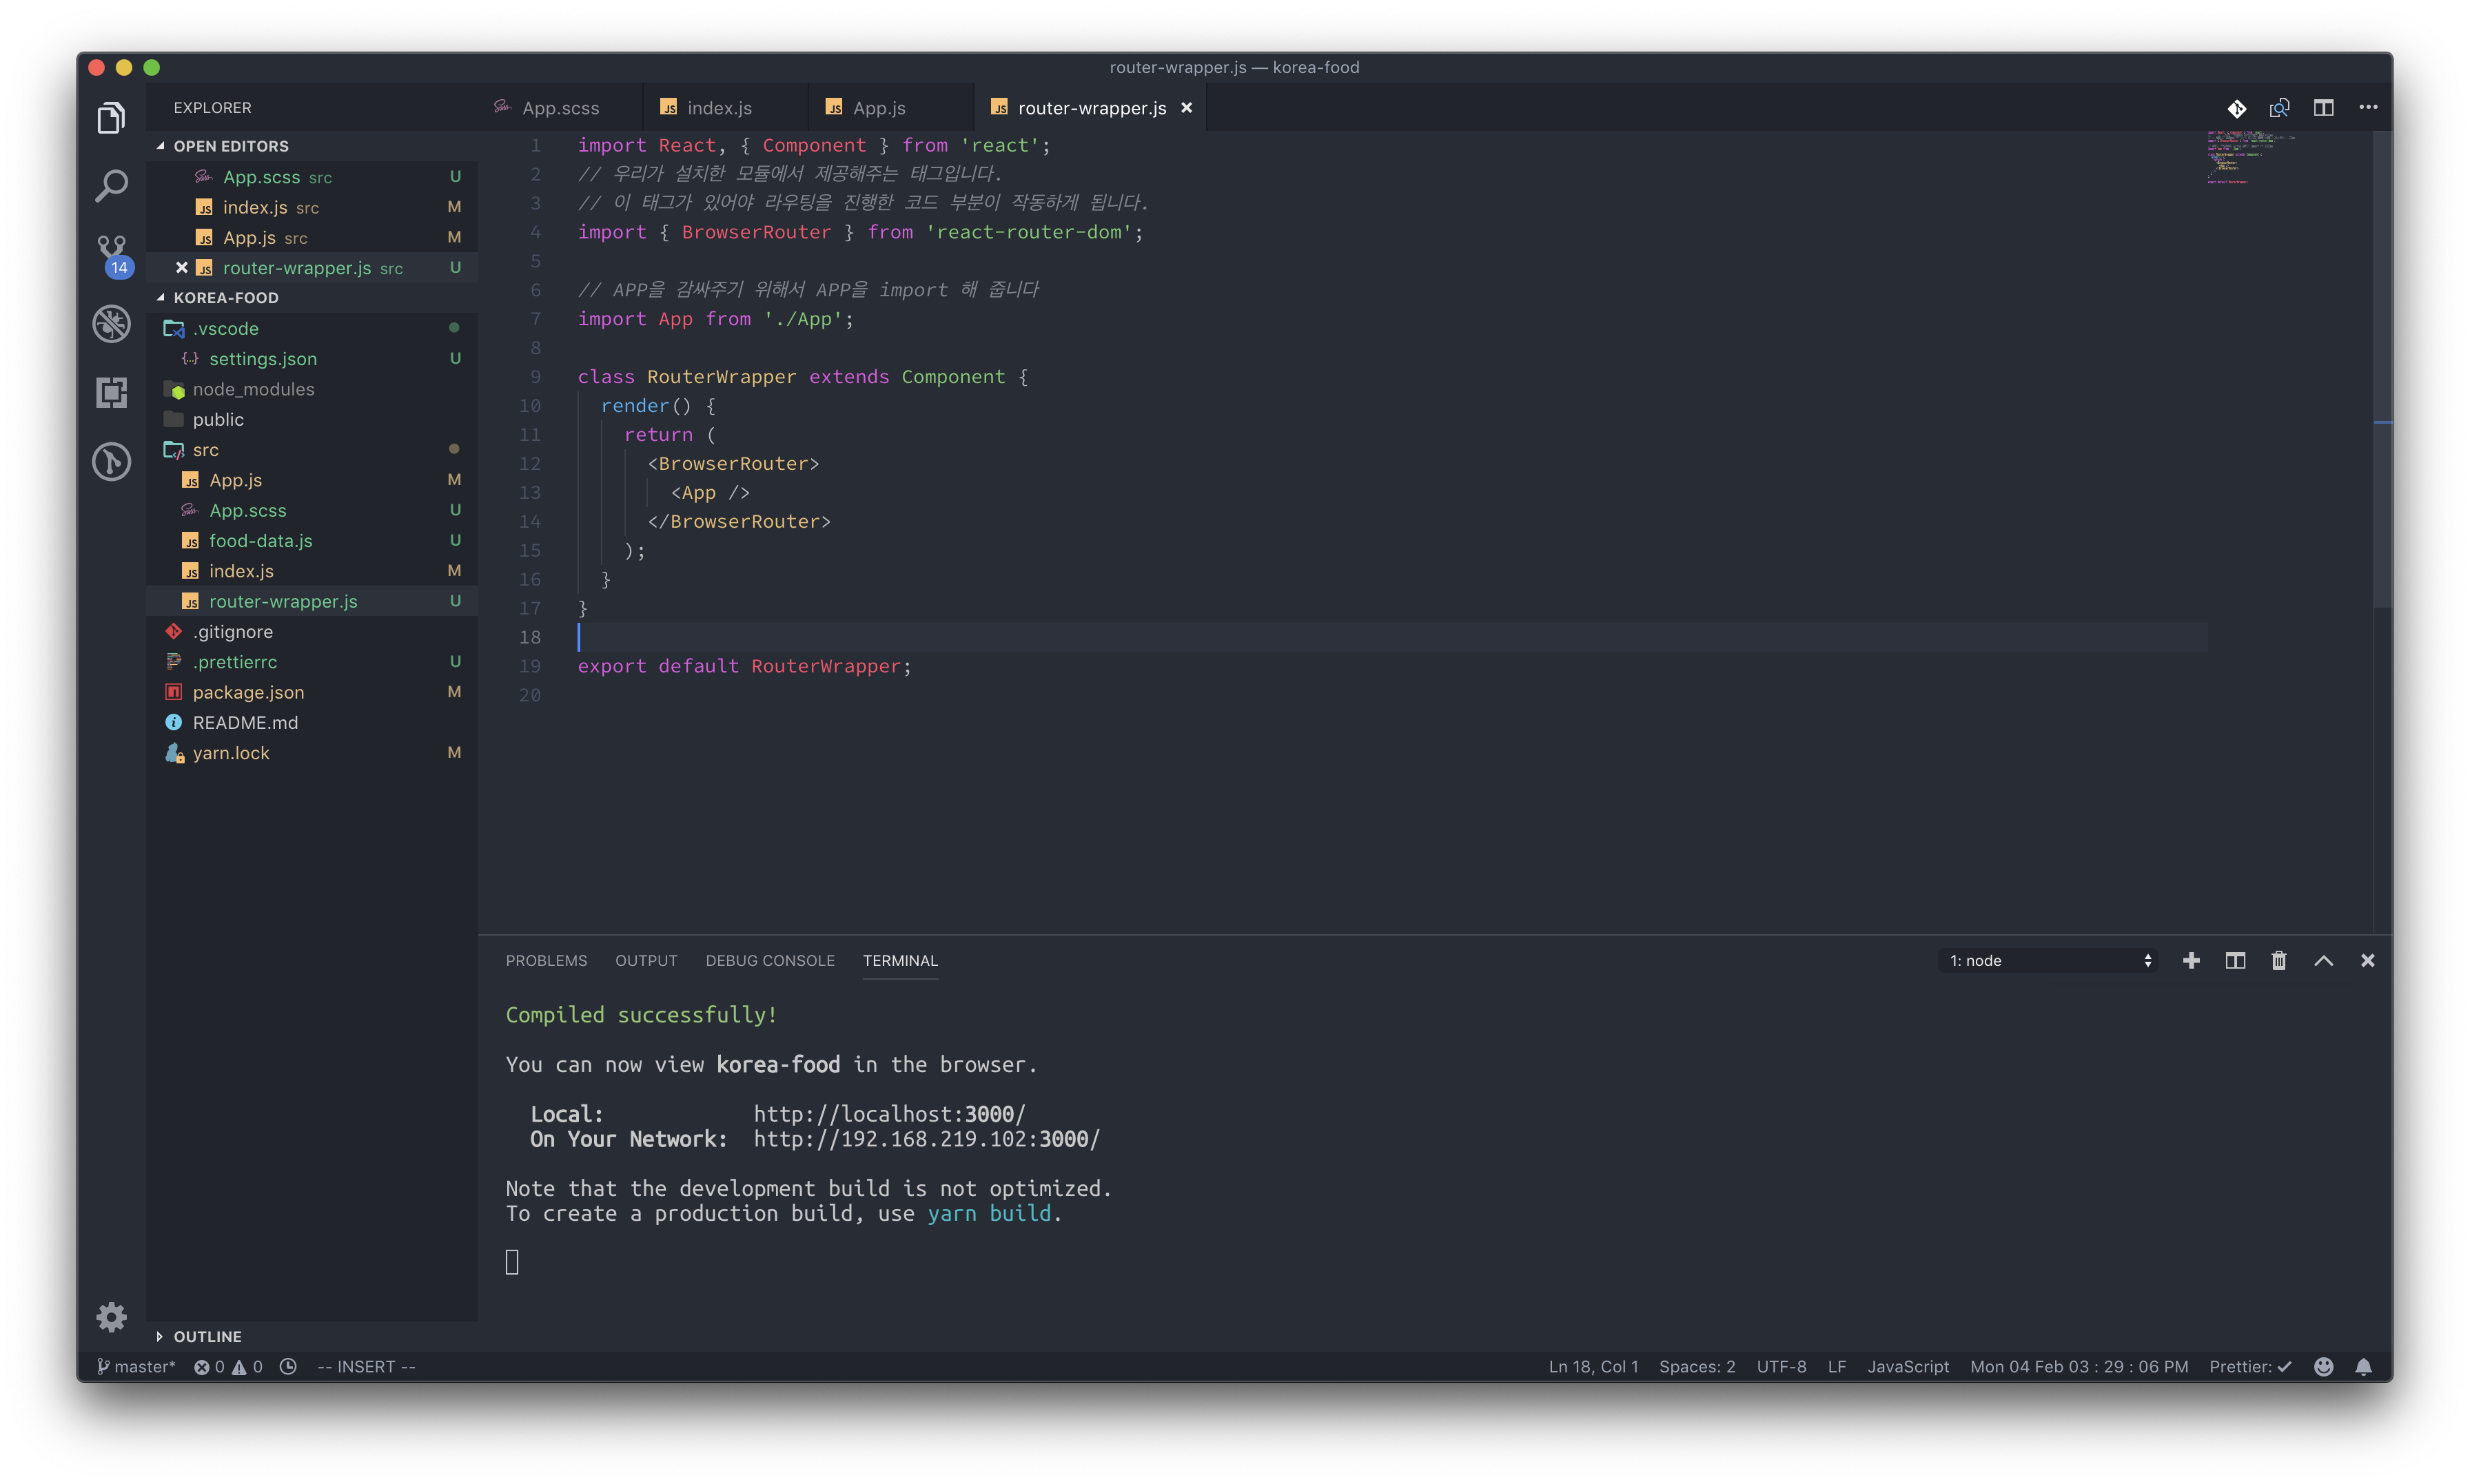 router-wrapper.js — korea-food
EXPLORER
App.scss
index.js
App.js
router-wrapper.js
OPEN EDITORS
App.scss src U
index.js src M
App.js src M
router-wrapper.js src U
14
KOREA-FOOD
.vscode
settings.json U
node_modules
public
src
App.js M
App.scss U
food-data.js U
index.js M
router-wrapper.js U
.gitignore
.prettierrc U
package.json M
README.md
yarn.lock M
OUTLINE
1 import React, { Component } from 'react';
2 // 우리가 설치한 모듈에서 제공해주는 태그입니다.
3 // 이 태그가 있어야 라우팅을 진행한 코드 부분이 작동하게 됩니다.
4 import { BrowserRouter } from 'react-router-dom';
5
6 // APP을 감싸주기 위해서 APP을 import 해 줍니다
7 import App from './App';
8
9 class RouterWrapper extends Component {
10 render() {
11 return (
12 <BrowserRouter>
13 <App />
14 </BrowserRouter>
15 );
16 }
17 }
18
19 export default RouterWrapper;
20
PROBLEMS OUTPUT DEBUG CONSOLE TERMINAL
1: node
Compiled successfully!
You can now view korea-food in the browser.
Local: http://localhost:3000/
On Your Network: http://192.168.219.102:3000/
Note that the development build is not optimized.
To create a production build, use yarn build.
master* 0 0 -- INSERT --
Ln 18, Col 1 Spaces: 2 UTF-8 LF JavaScript Mon 04 Feb 03 : 29 : 06 PM Prettier: ✓